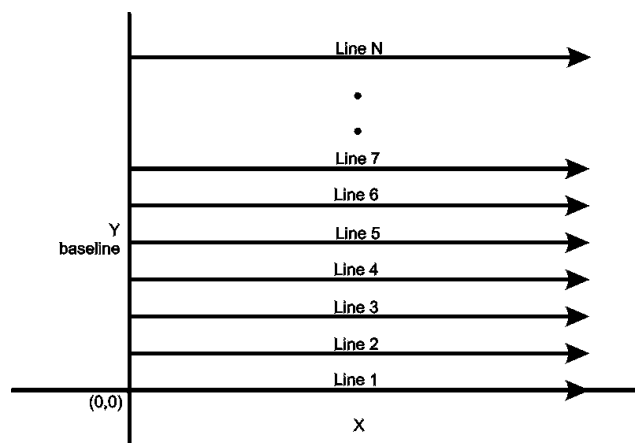 Line N
Line 7
Line 6
Line 5
Line 4
Line 3
Line 2
Line 1
Y
baseline
(0,0)
X